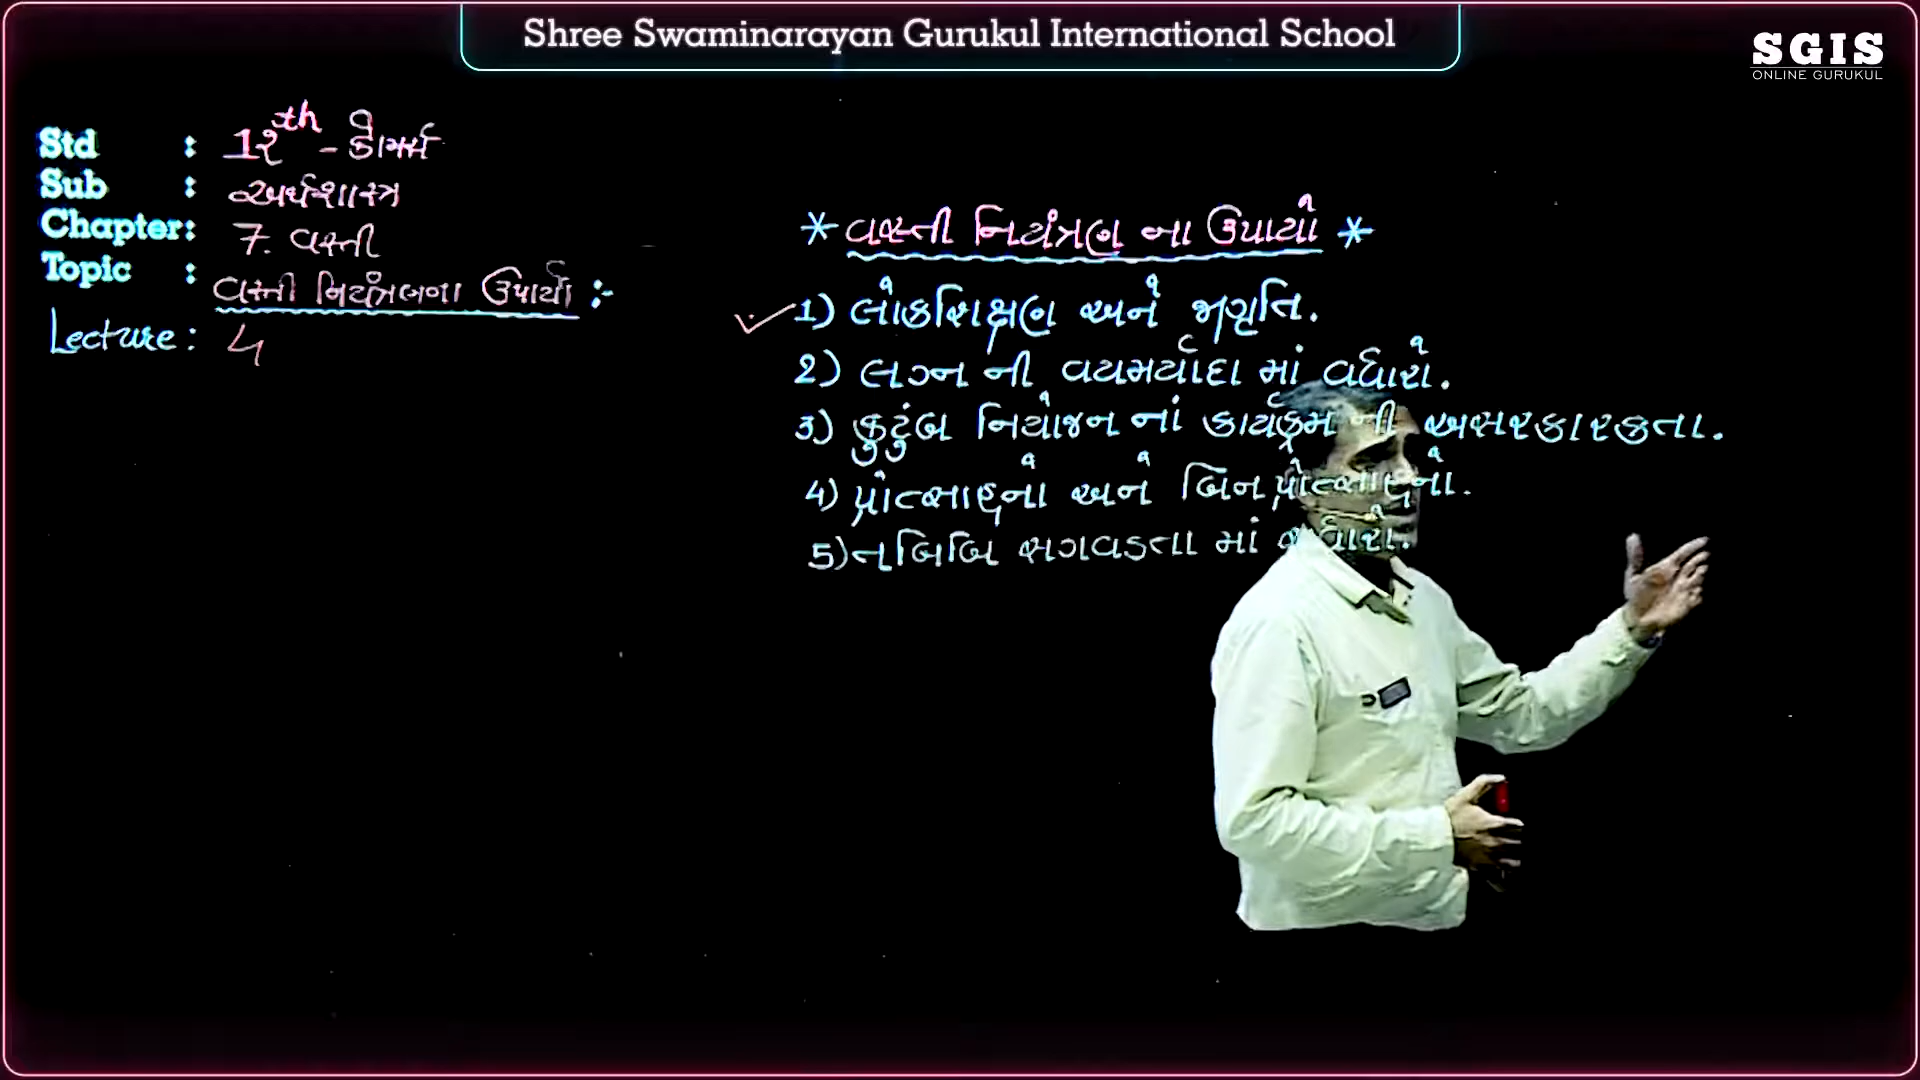 Shree Swaminarayan Gurukul International School
SGIS
ONLINE GURUKUL
Std : 12th - કોમર્સ
Sub : અર્થશાસ્ત્ર
Chapter: 7. વસ્તી
Topic : વસ્તી નિયંત્રણના ઉપાયો :-
Lecture : 4
* વસ્તી નિયંત્રણ ના ઉપાયો *
1) લોકશિક્ષણ અને જાગૃતિ.
2) લગ્ન ની વયમર્યાદા માં વધારો.
3) કુટુંબ નિયોજન નાં કાર્યક્રમ ની અસરકારકતા.
4) પ્રોત્સાહનો અને બિનપ્રોત્સાહનો.
5) તબિબિ સગવડતા માં વધારો.